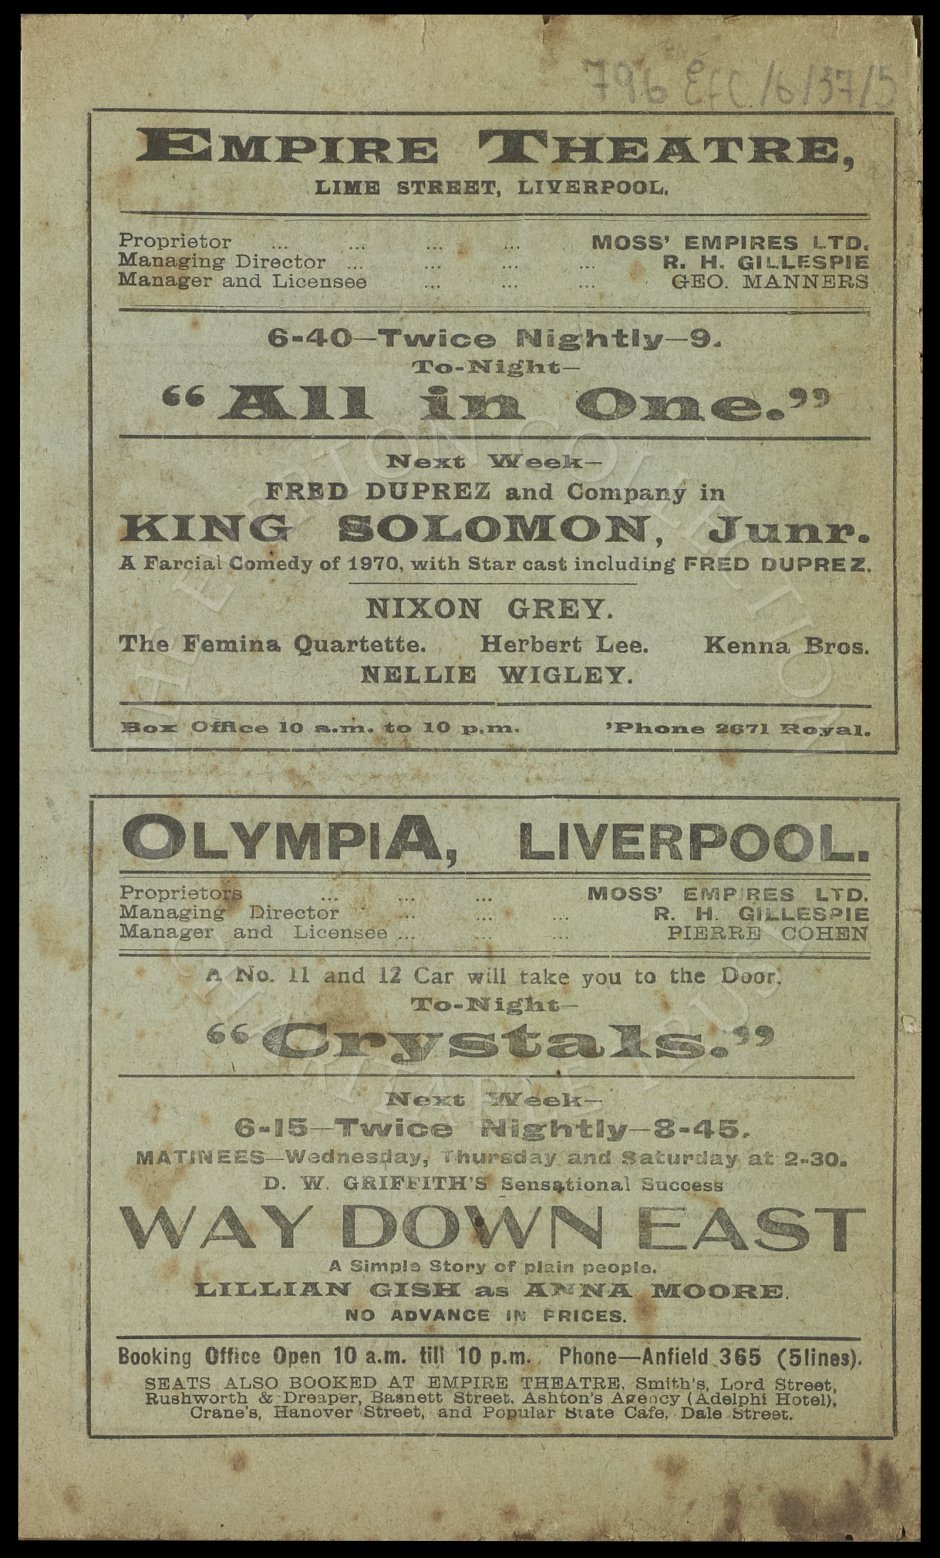 796 EFC/6/37/5
EMPIRE THEATRE,
LIME STREET, LIVERPOOL.
Proprietor ... ... ... ... MOSS' EMPIRES LTD.
Managing Director ... ... ... ... R. H. GILLESPIE
Manager and Licensee ... ... ... GEO. MANNERS
6-40—Twice Nightly—9.
To-Night—
"All in One."
Next Week—
FRED DUPREZ and Company in
KING SOLOMON, Junr.
A Farcial Comedy of 1970, with Star cast including FRED DUPREZ.
NIXON GREY.
The Femina Quartette. Herbert Lee. Kenna Bros.
NELLIE WIGLEY.
Box Office 10 a.m. to 10 p.m. 'Phone 2671 Royal.
OLYMPIA, LIVERPOOL.
Proprietors ... ... ... MOSS' EMPIRES LTD.
Managing Director ... ... ... R. H. GILLESPIE
Manager and Licensee ... ... ... PIERRE COHEN
A No. 11 and 12 Car will take you to the Door.
To-Night—
"Crystals."
Next Week—
6-15—Twice Nightly—8-45.
MATINEES—Wednesday, Thursday and Saturday at 2-30.
D. W. GRIFFITH'S Sensational Success
WAY DOWN EAST
A Simple Story of plain people.
LILLIAN GISH as ANNA MOORE.
NO ADVANCE IN PRICES.
Booking Office Open 10 a.m. till 10 p.m. Phone—Anfield 365 (5 lines).
SEATS ALSO BOOKED AT EMPIRE THEATRE, Smith's, Lord Street,
Rushworth & Dreaper, Basnett Street. Ashton's Agency (Adelphi Hotel),
Crane's, Hanover Street, and Popular State Cafe, Dale Street.
THE EVERTON COLLECTION
CHARITABLE TRUST